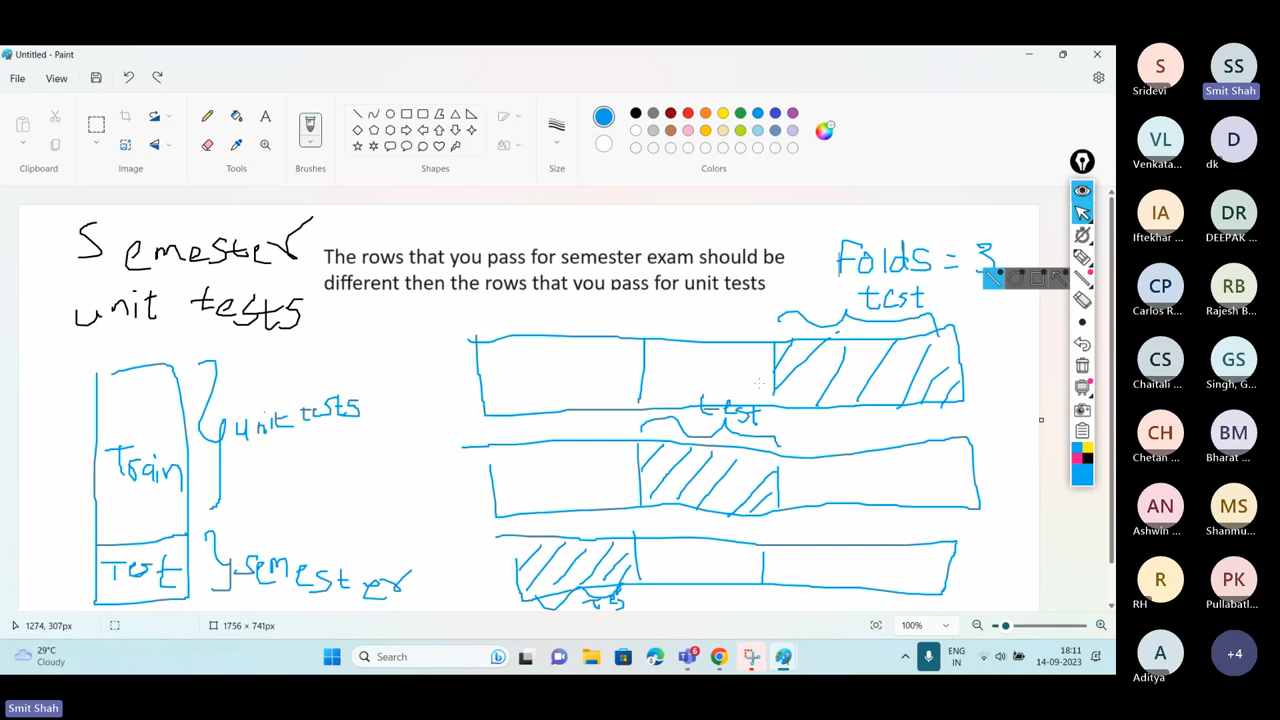 Untitled - Paint
File
View
Clipboard
Image
Tools
Brushes
Shapes
Size
Colors
Semester
unit tests
The rows that you pass for semester exam should be
different then the rows that you pass for unit tests
Folds = 3
test
test
Train
unit tests
Test
semester
1274, 307px
1756 × 741px
100%
29°C
Cloudy
Search
6
ENG
IN
18:11
14-09-2023
S
Sridevi
SS
Smit Shah
VL
Venkata...
D
dk
IA
Iftekhar ...
DR
DEEPAK ...
CP
Carlos R...
RB
Rajesh B...
CS
Chaitali ...
GS
Singh, G...
CH
Chetan ...
BM
Bharat ...
AN
Ashwin ...
MS
Shanmu...
R
RH
PK
Pullabatl...
A
Aditya
+4
Smit Shah